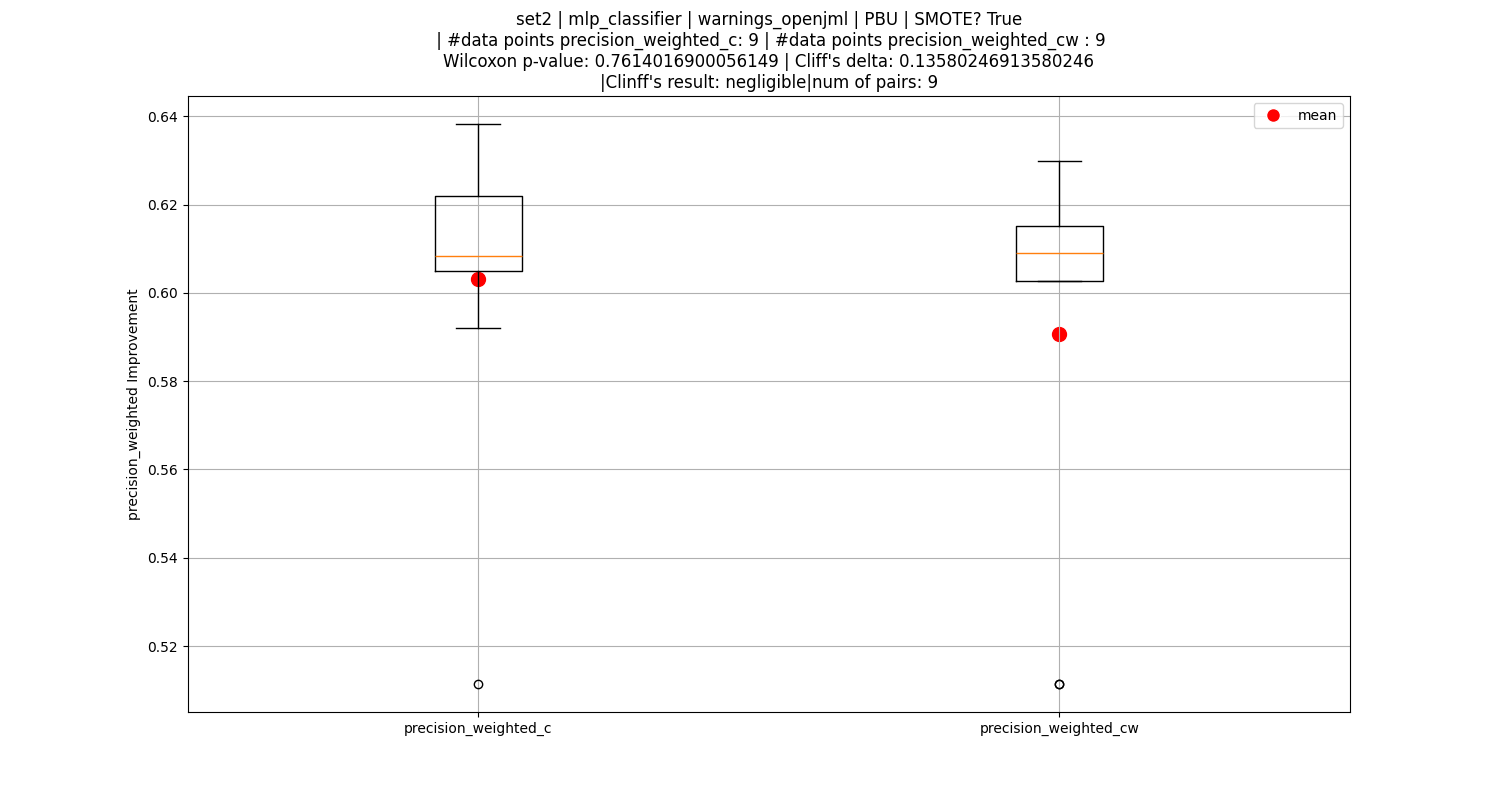 set2 | mlp_classifier | warnings_openjml | PBU | SMOTE? True
| #data points precision_weighted_c: 9 | #data points precision_weighted_cw : 9
Wilcoxon p-value: 0.7614016900056149 | Cliff's delta: 0.13580246913580246
|Clinff's result: negligible|num of pairs: 9
mean
0.64
0.62
0.60
0.58
0.56
0.54
0.52
precision_weighted Improvement
precision_weighted_c
precision_weighted_cw